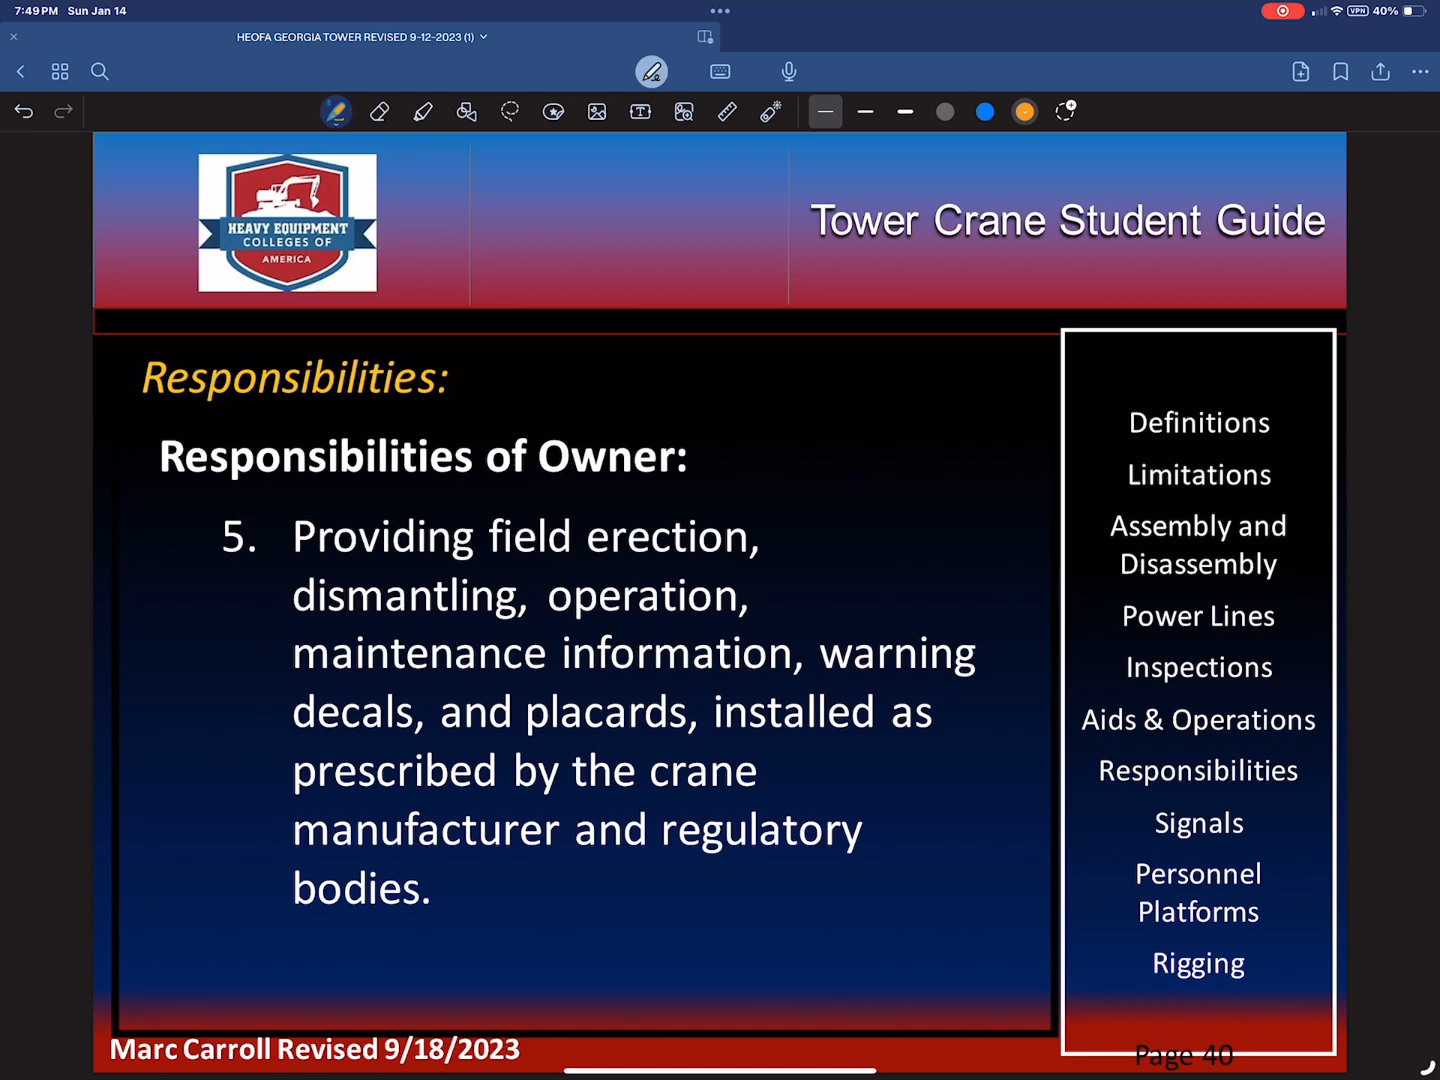 7:49 PM Sun Jan 14
VPN 40%
HEOFA GEORGIA TOWER REVISED 9-12-2023 (1)
HEAVY EQUIPMENT
COLLEGES OF
AMERICA
Tower Crane Student Guide
Responsibilities:
Responsibilities of Owner:
5. Providing field erection,
dismantling, operation,
maintenance information, warning
decals, and placards, installed as
prescribed by the crane
manufacturer and regulatory
bodies.
Definitions
Limitations
Assembly and
Disassembly
Power Lines
Inspections
Aids & Operations
Responsibilities
Signals
Personnel
Platforms
Rigging
Marc Carroll Revised 9/18/2023
Page 40